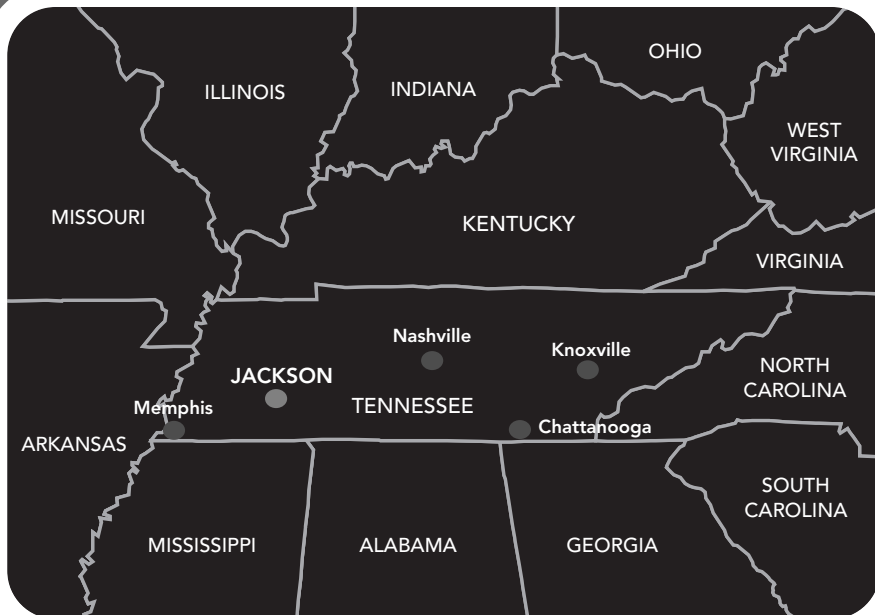 OHIO
ILLINOIS
INDIANA
WEST
VIRGINIA
MISSOURI
KENTUCKY
VIRGINIA
Nashville
Knoxville
JACKSON
NORTH
CAROLINA
Memphis
TENNESSEE
Chattanooga
ARKANSAS
SOUTH
CAROLINA
MISSISSIPPI
ALABAMA
GEORGIA